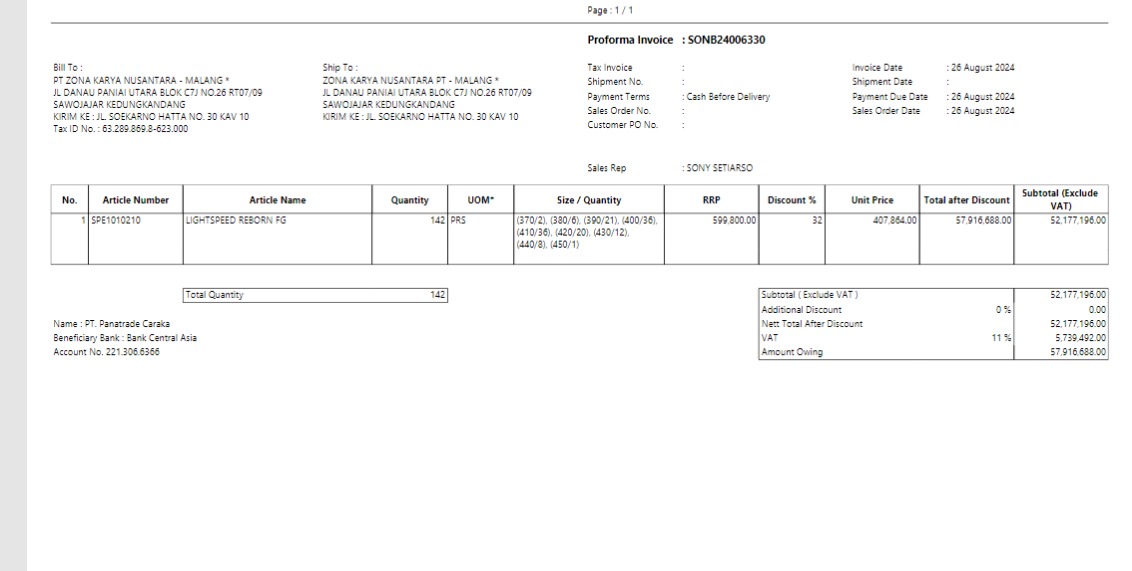 Page : 1 / 1
Proforma Invoice : SONB24006330
Bill To :
PT ZONA KARYA NUSANTARA - MALANG *
JL DANAU PANIAI UTARA BLOK C7J NO.26 RT07/09
SAWOJAJAR KEDUNGKANDANG
KIRIM KE : JL. SOEKARNO HATTA NO. 30 KAV 10
Tax ID No. : 63.289.869.8-623.000
Ship To :
ZONA KARYA NUSANTARA PT - MALANG *
JL DANAU PANIAI UTARA BLOK C7J NO.26 RT07/09
SAWOJAJAR KEDUNGKANDANG
KIRIM KE : JL. SOEKARNO HATTA NO. 30 KAV 10
Tax Invoice :
Shipment No. :
Payment Terms : Cash Before Delivery
Sales Order No. :
Customer PO No. :
Invoice Date : 26 August 2024
Shipment Date :
Payment Due Date : 26 August 2024
Sales Order Date : 26 August 2024
Sales Rep : SONY SETIARSO
No. Article Number Article Name Quantity UOM* Size / Quantity RRP Discount % Unit Price Total after Discount Subtotal (Exclude VAT)
1 SPE1010210 LIGHTSPEED REBORN FG 142 PRS (370/2), (380/6), (390/21), (400/36), 599,800.00 32 407,864.00 57,916,688.00 52,177,196.00
(410/36), (420/20), (430/12),
(440/8), (450/1)
Total Quantity 142
Subtotal ( Exclude VAT ) 52,177,196.00
Additional Discount 0 % 0.00
Nett Total After Discount 52,177,196.00
VAT 11 % 5,739,492.00
Amount Owing 57,916,688.00
Name : PT. Panatrade Caraka
Beneficiary Bank : Bank Central Asia
Account No. 221.306.6366